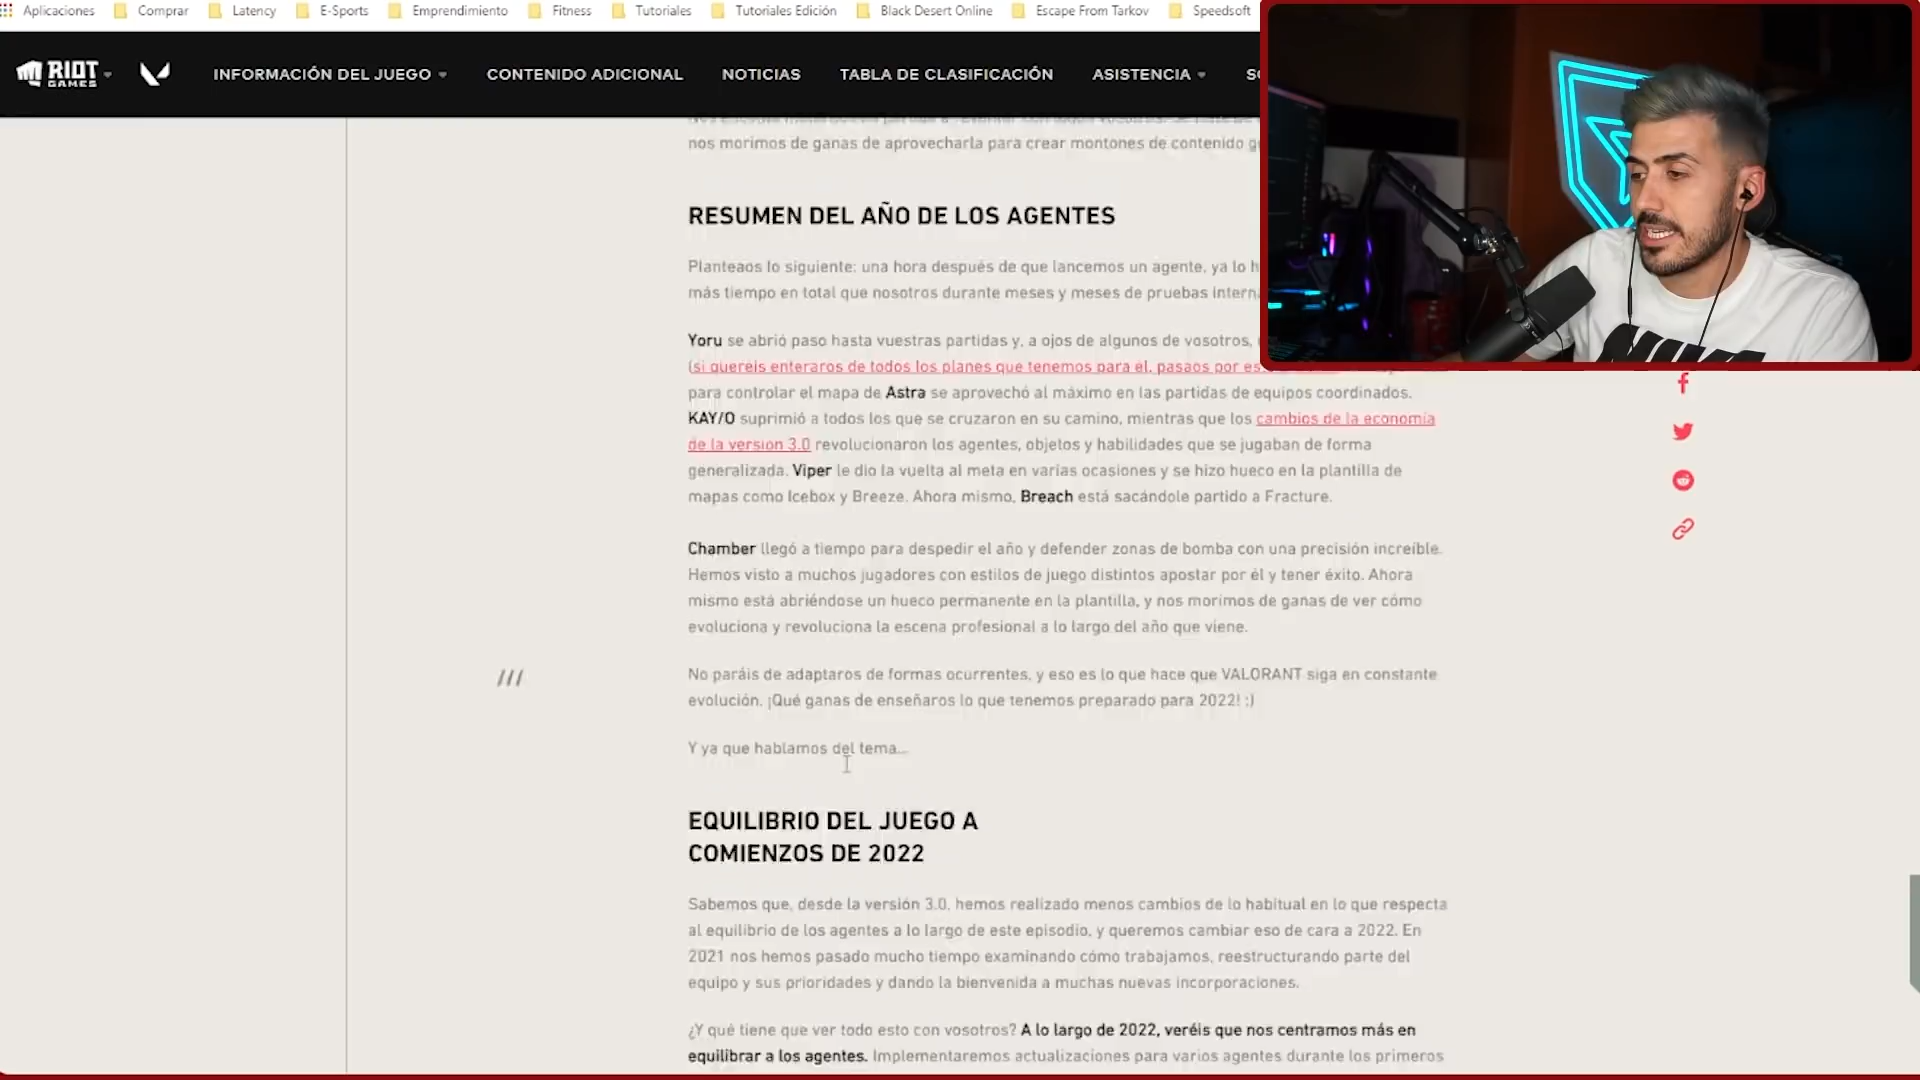 Aplicaciones Comprar Latency E-Sports Emprendimiento Fitness Tutoriales Tutoriales Edición Black Desert Online Escape From Tarkov Speedsoft
RIOT GAMES INFORMACIÓN DEL JUEGO CONTENIDO ADICIONAL NOTICIAS TABLA DE CLASIFICACIÓN ASISTENCIA
nos morimos de ganas de aprovecharla para crear montones de contenido
RESUMEN DEL AÑO DE LOS AGENTES
Planteaos lo siguiente: una hora después de que lancemos un agente, ya lo
más tiempo en total que nosotros durante meses y meses de pruebas
Yoru se abrió paso hasta vuestras partidas y, a ojos de algunos de vosotros,
(si queréis enteraros de todos los planes que tenemos para él, pasaos por
para controlar el mapa de Astra se aprovechó al máximo en las partidas de equipos coordinados.
KAY/O suprimió a todos los que se cruzaron en su camino, mientras que los cambios de la economía
de la versión 3.0 revolucionaron los agentes, objetos y habilidades que se jugaban de forma
generalizada. Viper le dio la vuelta al meta en varias ocasiones y se hizo hueco en la plantilla de
mapas como Icebox y Breeze. Ahora mismo, Breach está sacándole partido a Fracture.
Chamber llegó a tiempo para despedir el año y defender zonas de bomba con una precisión increíble.
Hemos visto a muchos jugadores con estilos de juego distintos apostar por él y tener éxito. Ahora
mismo está abriéndose un hueco permanente en la plantilla, y nos morimos de ganas de ver cómo
evoluciona y revoluciona la escena profesional a lo largo del año que viene.
No paráis de adaptaros de formas ocurrentes, y eso es lo que hace que VALORANT siga en constante
evolución. ¡Qué ganas de enseñaros lo que tenemos preparado para 2022! :)
Y ya que hablamos del tema...
EQUILIBRIO DEL JUEGO A
COMIENZOS DE 2022
Sabemos que, desde la versión 3.0, hemos realizado menos cambios de lo habitual en lo que respecta
al equilibrio de los agentes a lo largo de este episodio, y queremos cambiar eso de cara a 2022. En
2021 nos hemos pasado mucho tiempo examinando cómo trabajamos, reestructurando parte del
equipo y sus prioridades y dando la bienvenida a muchas nuevas incorporaciones.
¿Y qué tiene que ver todo esto con vosotros? A lo largo de 2022, veréis que nos centramos más en
equilibrar a los agentes. Implementaremos actualizaciones para varios agentes durante los primeros